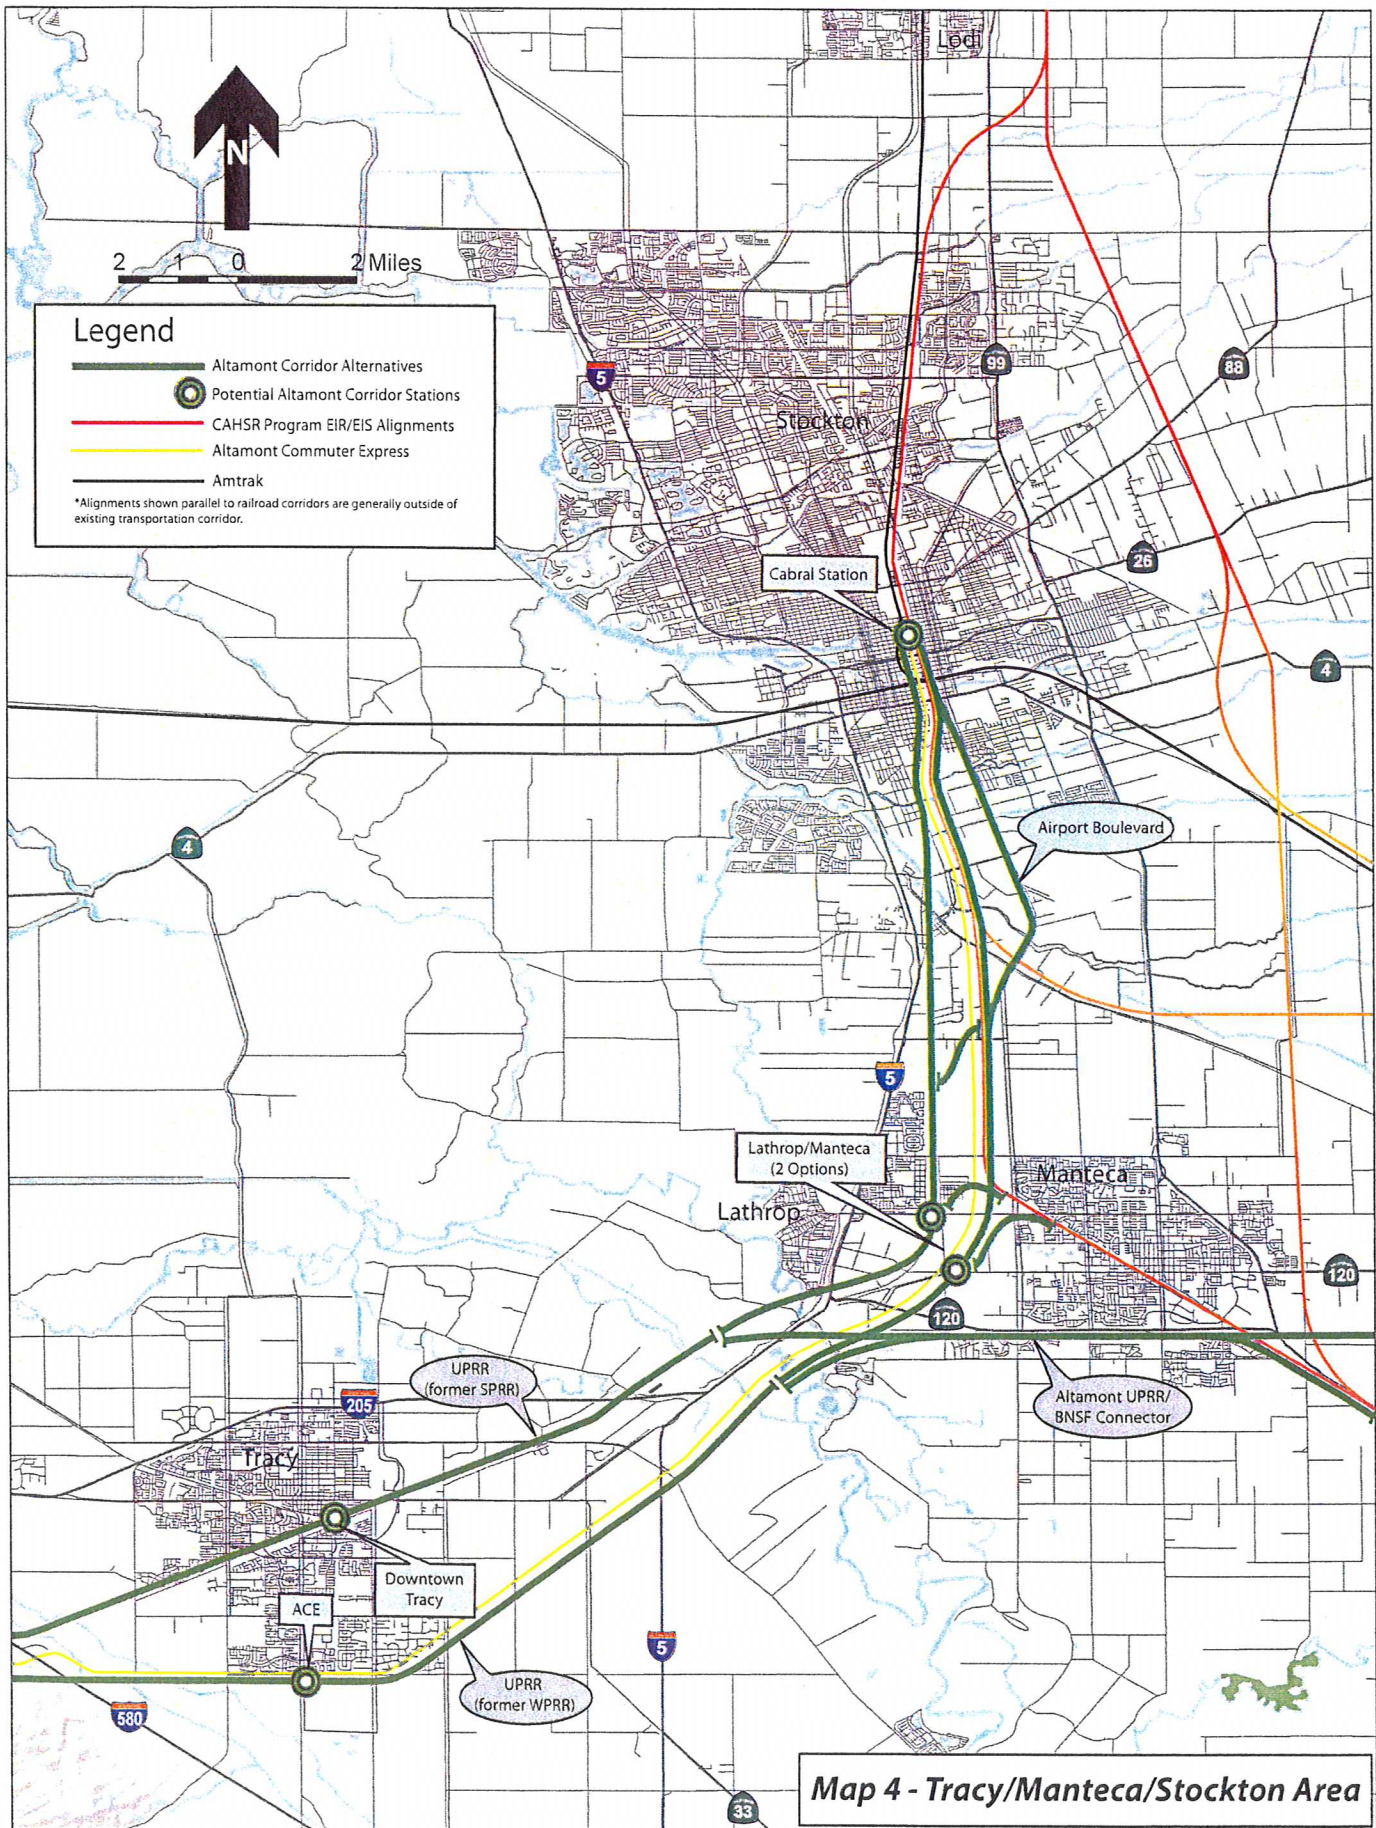 Lodi
N
2 1 0 2 Miles
Legend
Altamont Corridor Alternatives
Potential Altamont Corridor Stations
CAHSR Program EIR/EIS Alignments
Altamont Commuter Express
Amtrak
*Alignments shown parallel to railroad corridors are generally outside of
existing transportation corridor.
5
99
88
Stockton
26
Cabral Station
4
4
Airport Boulevard
5
Lathrop/Manteca
(2 Options)
Manteca
Lathrop
120
120
UPRR
(former SPRR)
205
Altamont UPRR/
BNSF Connector
Tracy
Downtown
Tracy
ACE
5
UPRR
(former WPRR)
580
33
Map 4 - Tracy/Manteca/Stockton Area